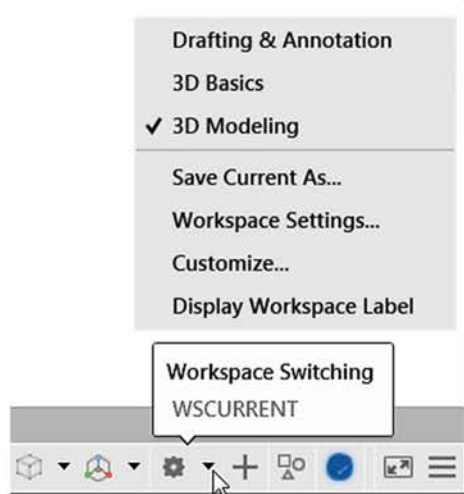 Drafting & Annotation
3D Basics
3D Modeling
Save Current As...
Workspace Settings...
Customize...
Display Workspace Label
Workspace Switching
WSCURRENT